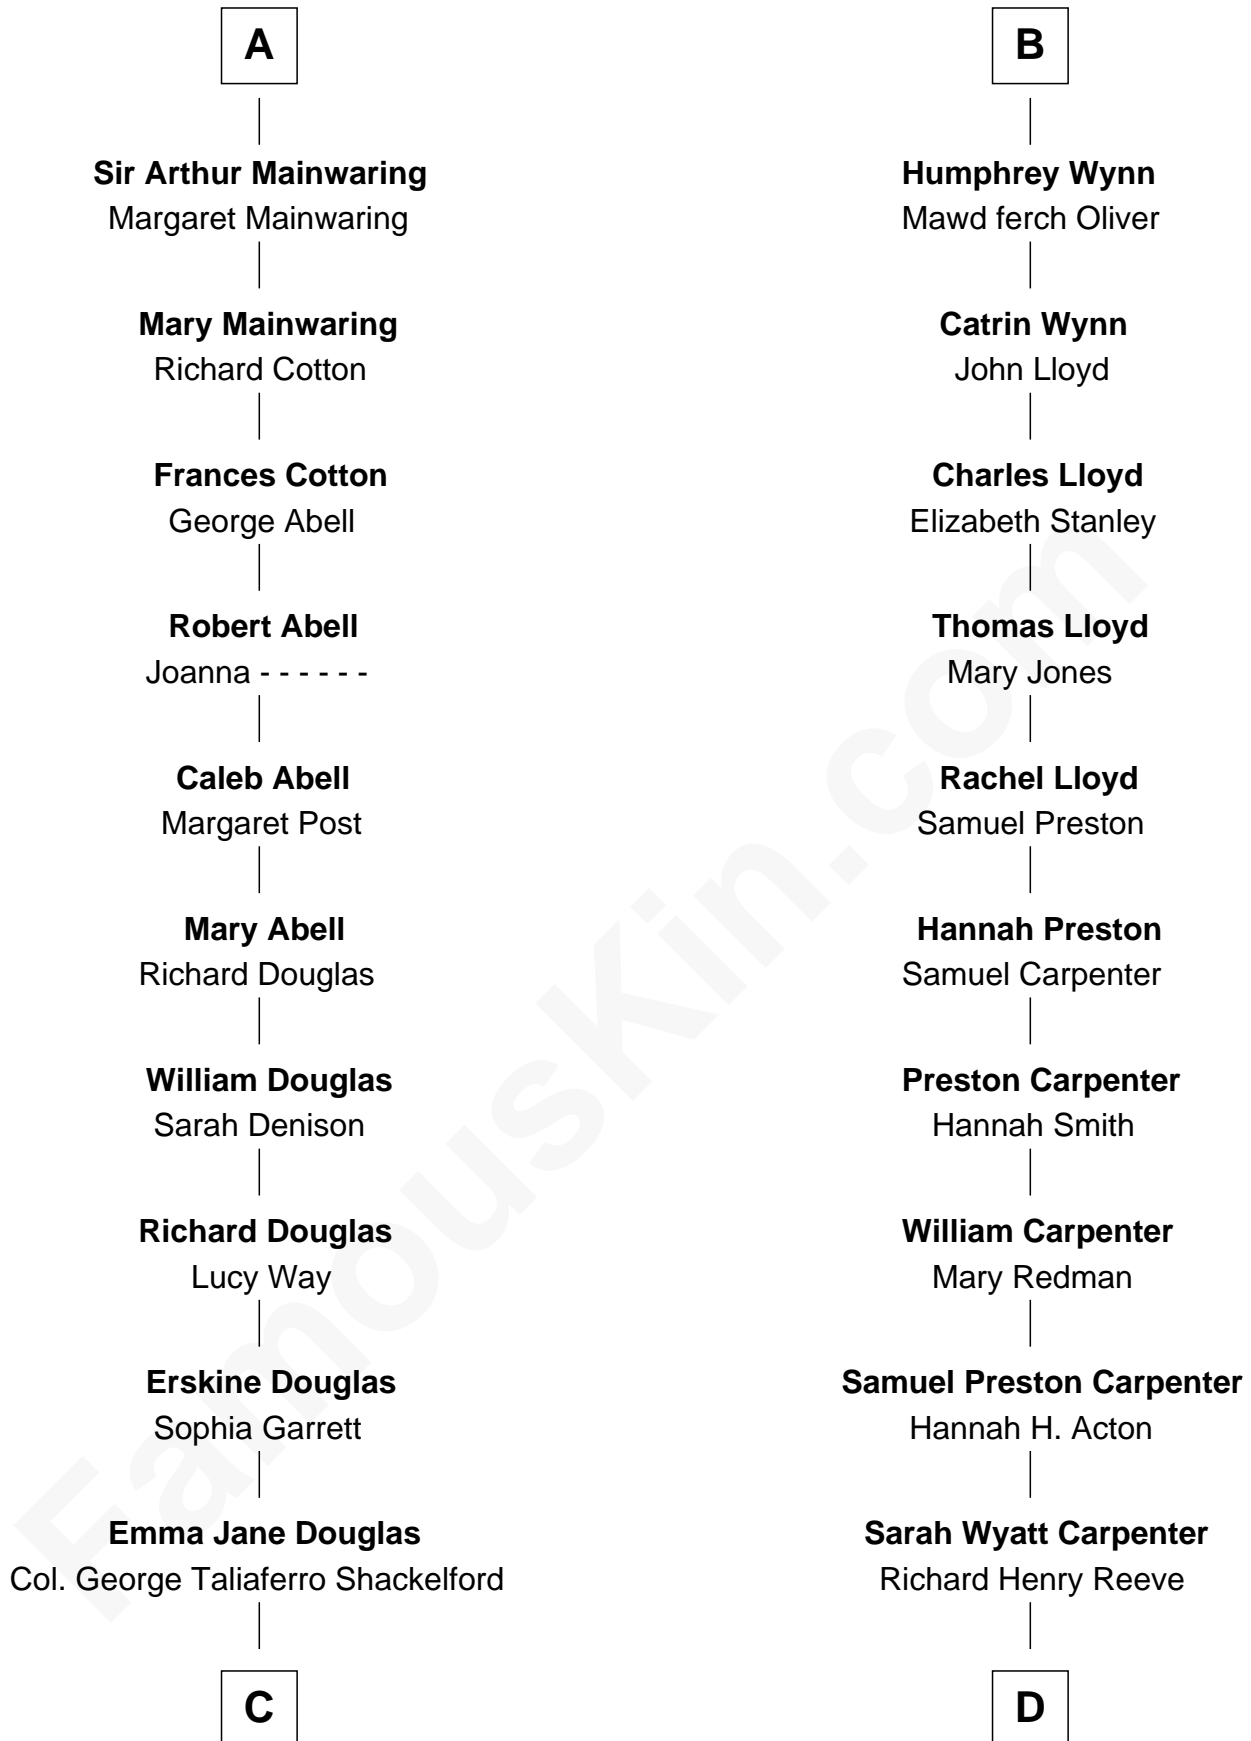 A
Sir Arthur Mainwaring
Margaret Mainwaring
Mary Mainwaring
Richard Cotton
Frances Cotton
George Abell
Robert Abell
Joanna - - - - - -
Caleb Abell
Margaret Post
Mary Abell
Richard Douglas
William Douglas
Sarah Denison
Richard Douglas
Lucy Way
Erskine Douglas
Sophia Garrett
Emma Jane Douglas
Col. George Taliaferro Shackelford
C
B
Humphrey Wynn
Mawd ferch Oliver
Catrin Wynn
John Lloyd
Charles Lloyd
Elizabeth Stanley
Thomas Lloyd
Mary Jones
Rachel Lloyd
Samuel Preston
Hannah Preston
Samuel Carpenter
Preston Carpenter
Hannah Smith
William Carpenter
Mary Redman
Samuel Preston Carpenter
Hannah H. Acton
Sarah Wyatt Carpenter
Richard Henry Reeve
D
FamousKin.com